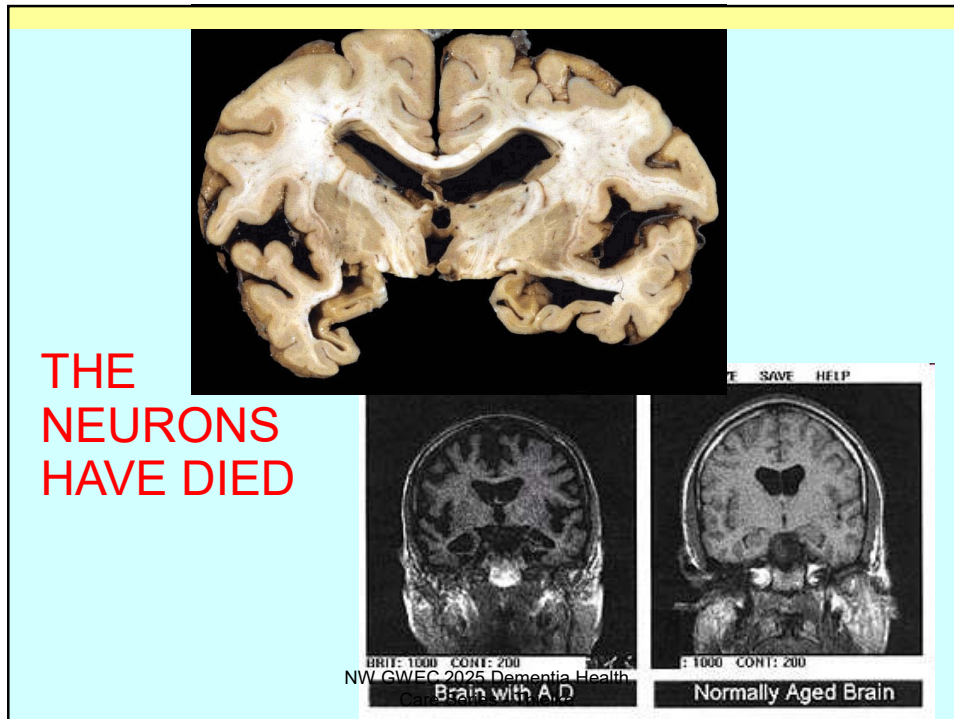 THE
NEURONS
HAVE DIED
SAVE HELP
BRIT: 1000 CONT: 200
: 1000 CONT: 200
NW GWEC 2025 Dementia Health
Brain with A.D
Normally Aged Brain